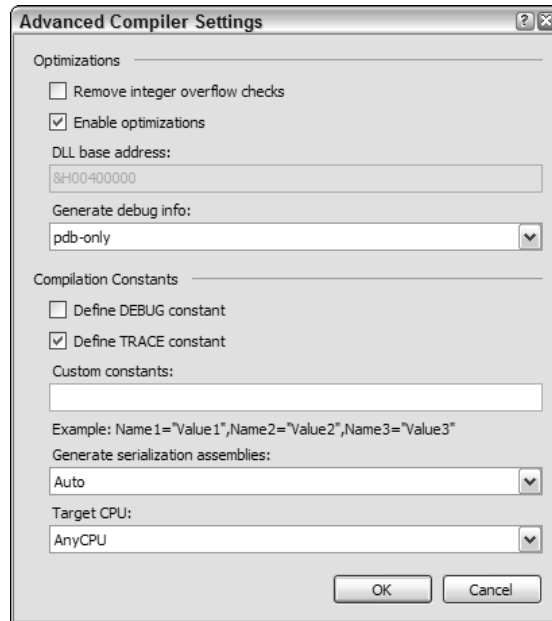 Advanced Compiler Settings
Optimizations
Remove integer overflow checks
Enable optimizations
DLL base address:
&H00400000
Generate debug info:
pdb-only
Compilation Constants
Define DEBUG constant
Define TRACE constant
Custom constants:
Example: Name1="Value1",Name2="Value2",Name3="Value3"
Generate serialization assemblies:
Auto
Target CPU:
AnyCPU
OK Cancel